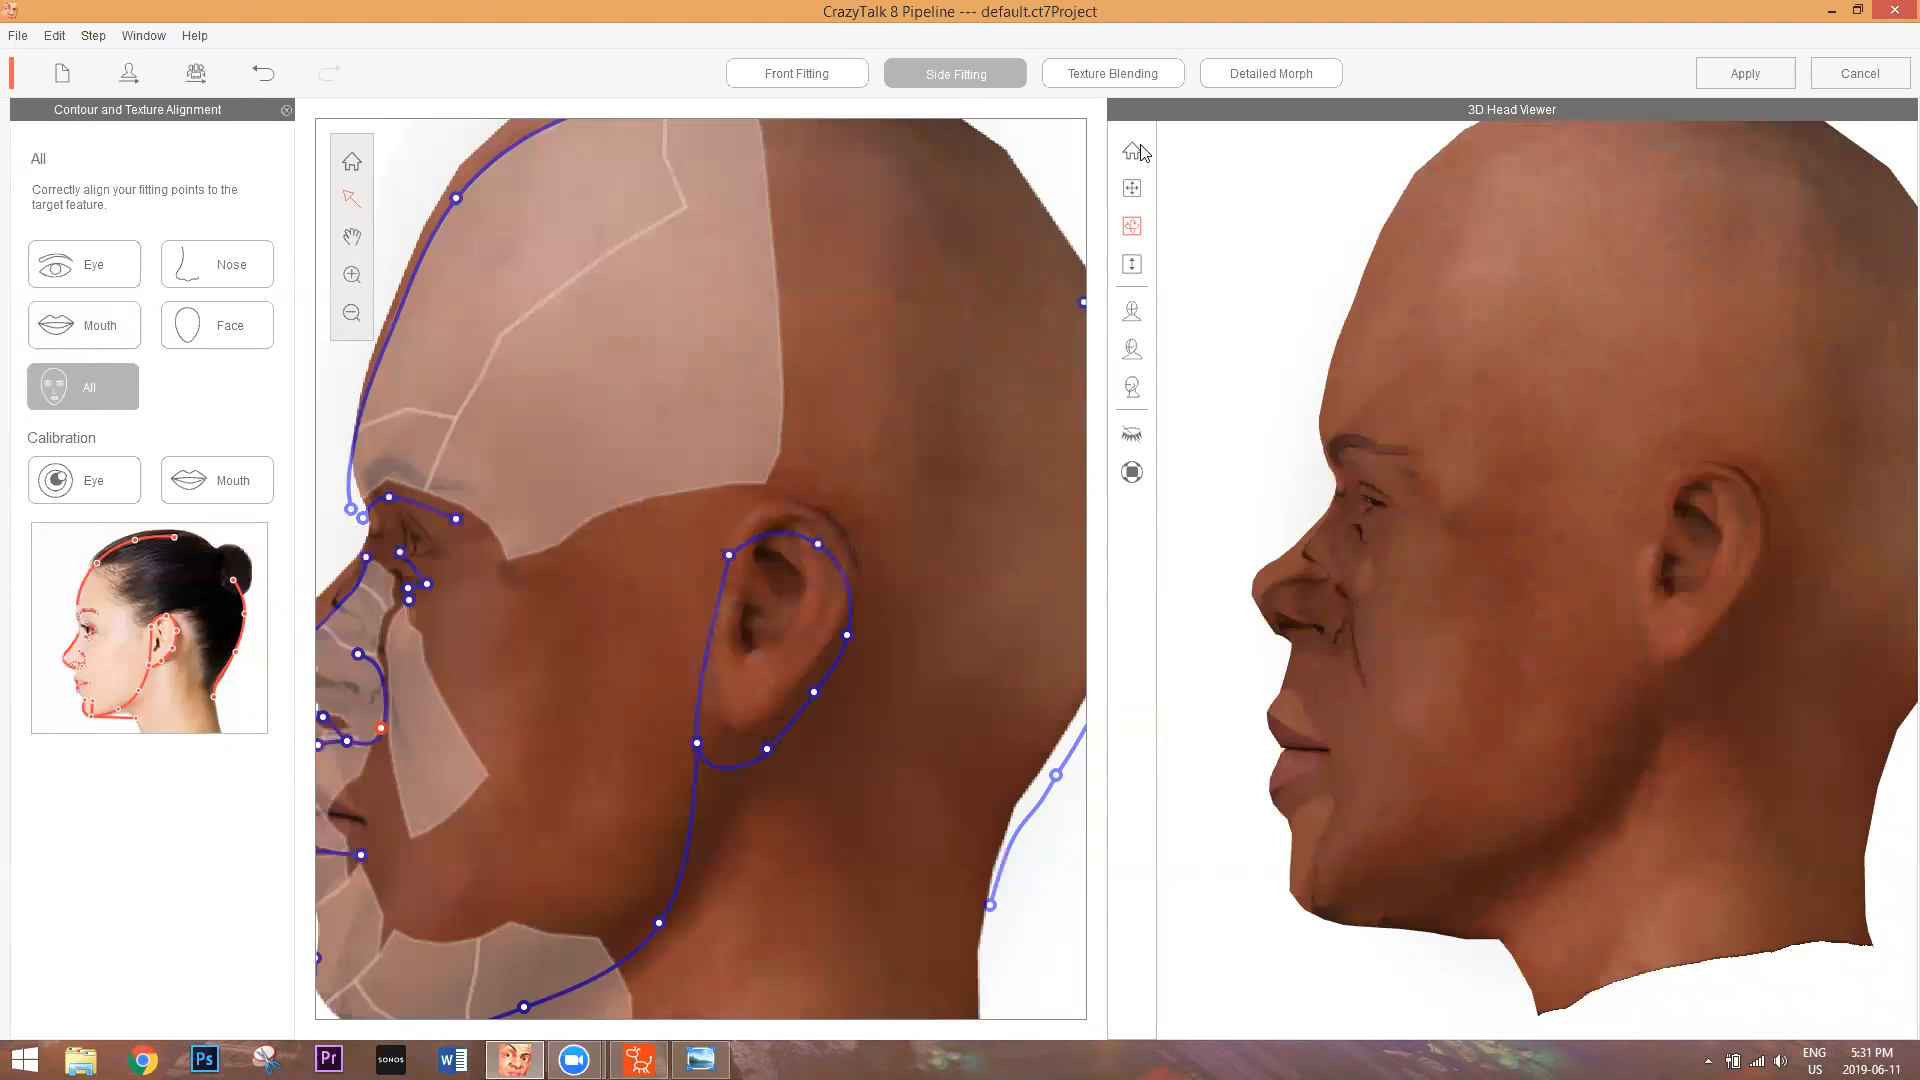 CrazyTalk 8 Pipeline --- default.ct7Project
File Edit Step Window Help
Front Fitting Side Fitting Texture Blending Detailed Morph Apply Cancel
Contour and Texture Alignment
3D Head Viewer
All
Correctly align your fitting points to the
target feature.
Eye Nose
Mouth Face
All
Calibration
Eye Mouth
Ps
Pr
SONOS
W
ENG
US
5:31 PM
2019-06-11